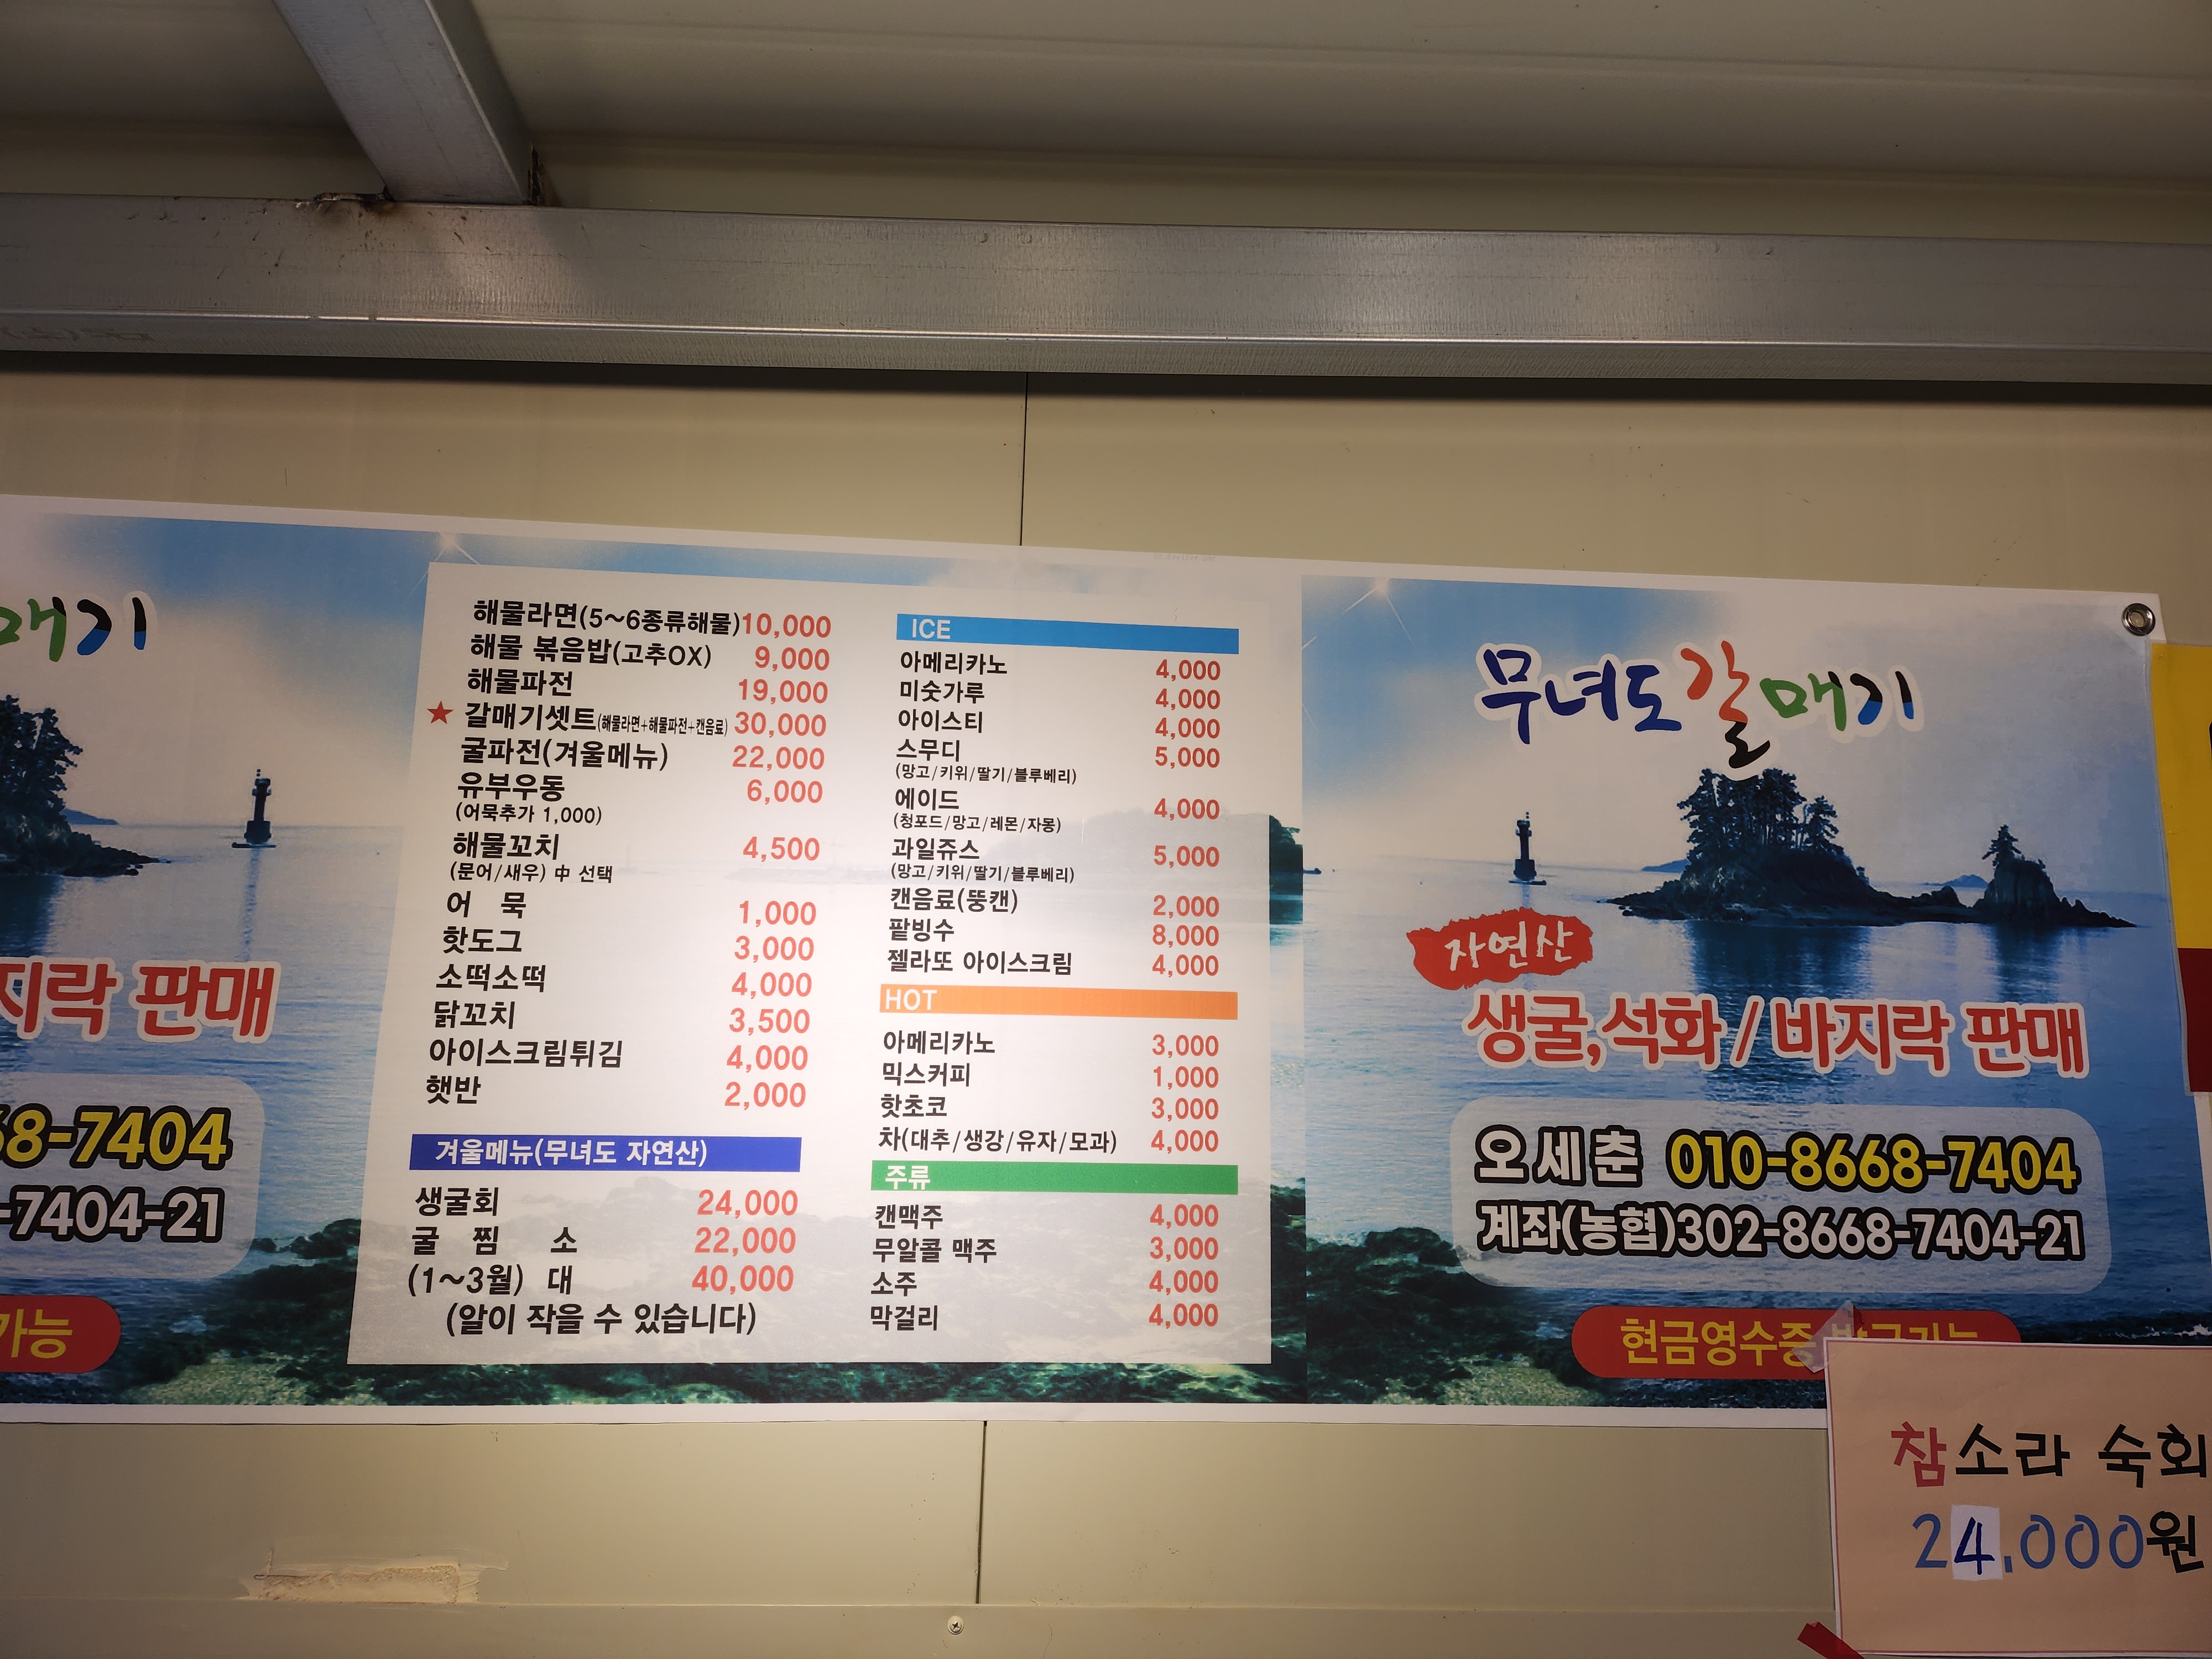 매기
지락 판매
68-7404
-7404-21
가능
해물라면(5~6종류해물) 10,000
해물 볶음밥(고추OX) 9,000
해물파전 19,000
★ 갈매기셋트(해물라면+해물파전+캔음료) 30,000
굴파전(겨울메뉴) 22,000
유부우동 6,000
(어묵추가 1,000)
해물꼬치 4,500
(문어/새우) 中 선택
어 묵 1,000
핫도그 3,000
소떡소떡 4,000
닭꼬치 3,500
아이스크림튀김 4,000
햇반 2,000
겨울메뉴(무녀도 자연산)
생굴회 24,000
굴 찜 소 22,000
(1~3월) 대 40,000
(알이 작을 수 있습니다)
ICE
아메리카노 4,000
미숫가루 4,000
아이스티 4,000
스무디 5,000
(망고/키위/딸기/블루베리)
에이드 4,000
(청포드/망고/레몬/자몽)
과일쥬스 5,000
(망고/키위/딸기/블루베리)
캔음료(뚱캔) 2,000
팥빙수 8,000
젤라또 아이스크림 4,000
HOT
아메리카노 3,000
믹스커피 1,000
핫초코 3,000
차(대추/생강/유자/모과) 4,000
주류
캔맥주 4,000
무알콜 맥주 3,000
소주 4,000
막걸리 4,000
무녀도갈매기
자연산
생굴,석화/바지락 판매
오세춘 010-8668-7404
계좌(농협)302-8668-7404-21
현금영수증
참소라 숙회
24,000원